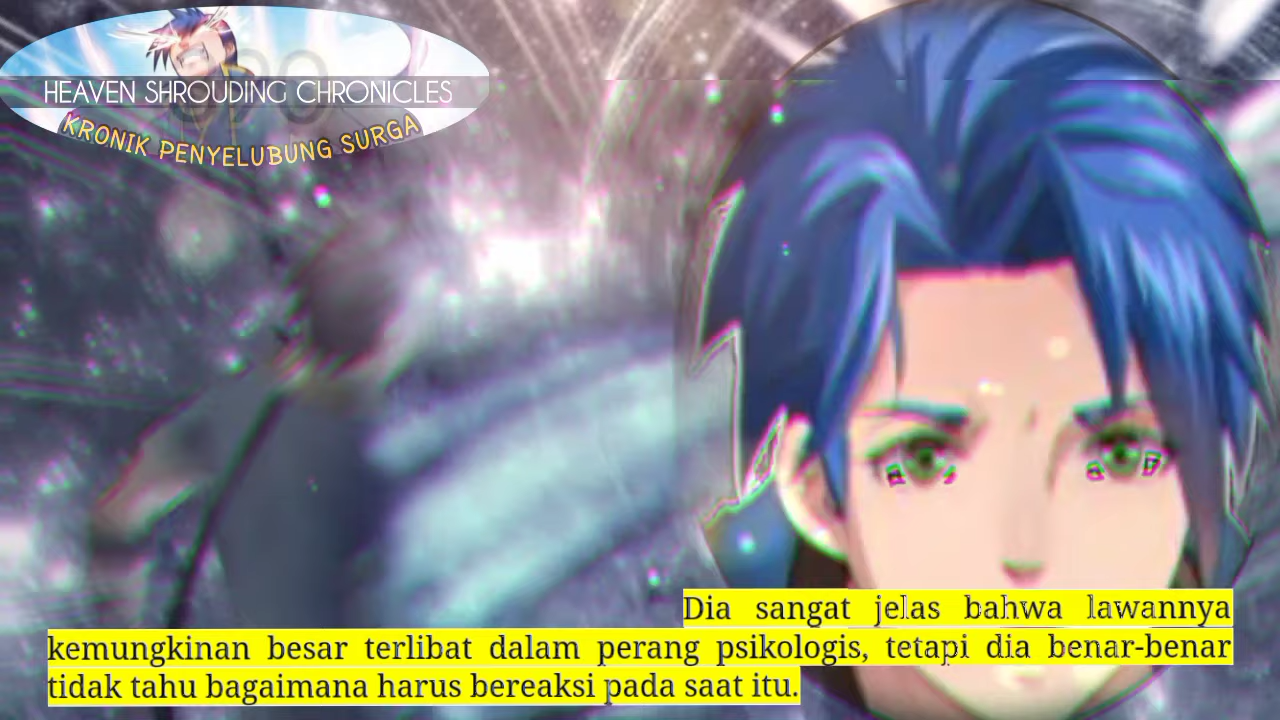 HEAVEN SHROUDING CHRONICLES
KRONIK PENYELUBUNG SURGA
Dia sangat jelas bahwa lawannya
kemungkinan besar terlibat dalam perang psikologis, tetapi dia benar-benar
tidak tahu bagaimana harus bereaksi pada saat itu.